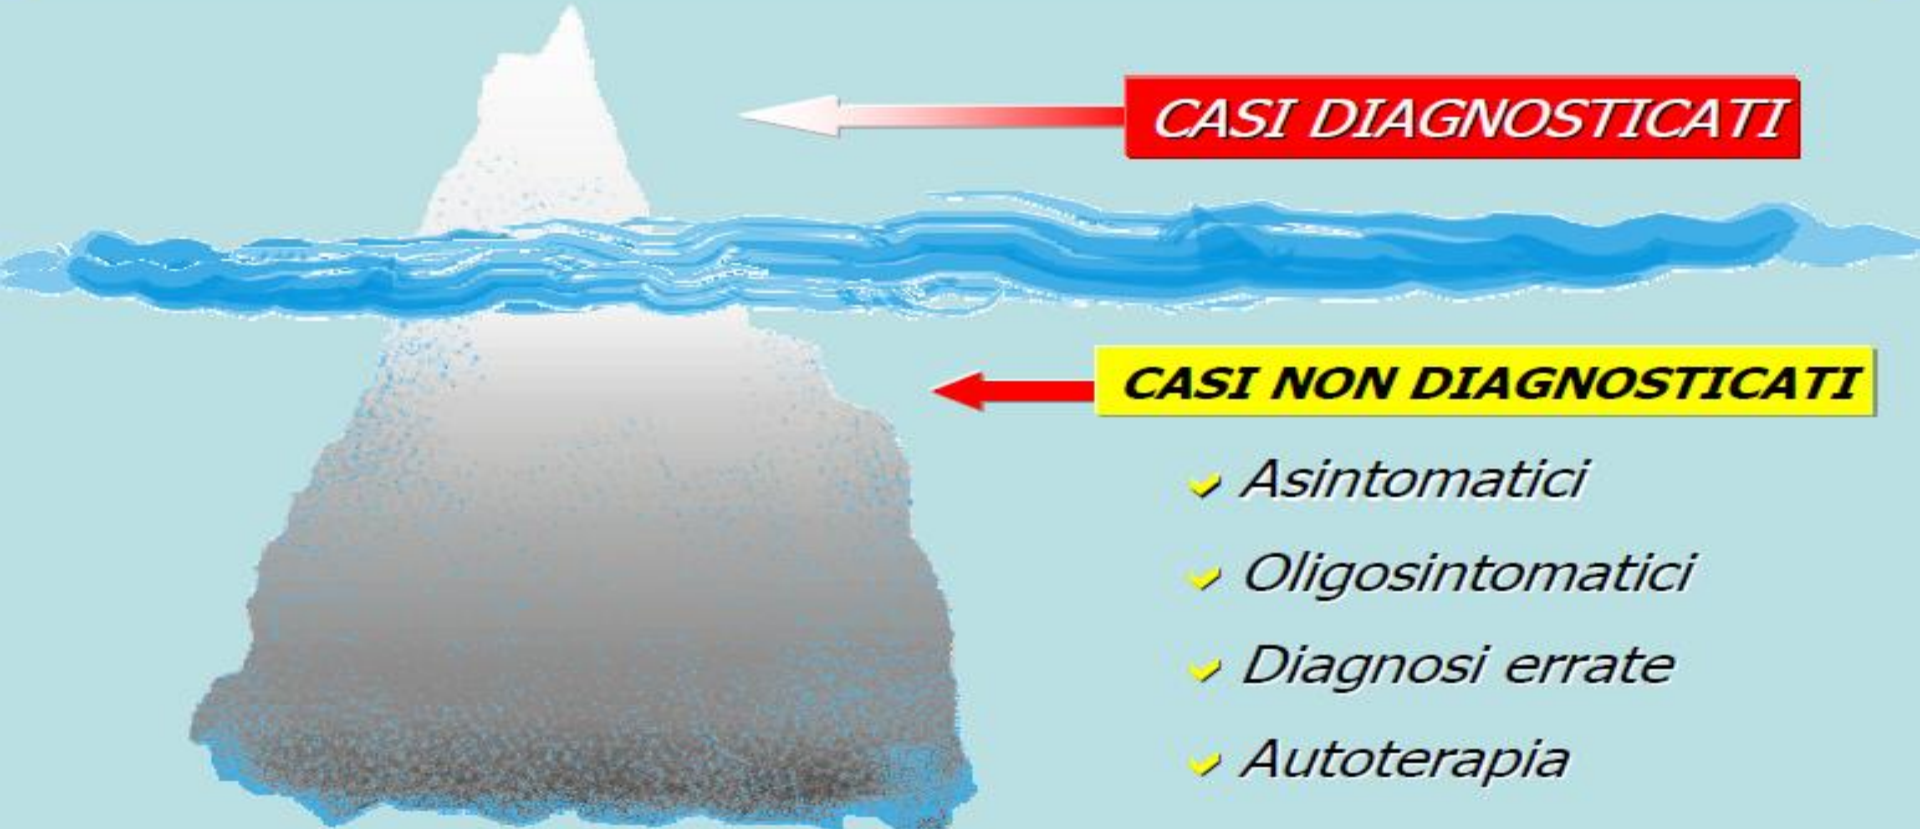 CASI DIAGNOSTICATI
CASI NON DIAGNOSTICATI
Asintomatici
Oligosintomatici
Diagnosi errate
Autoterapia